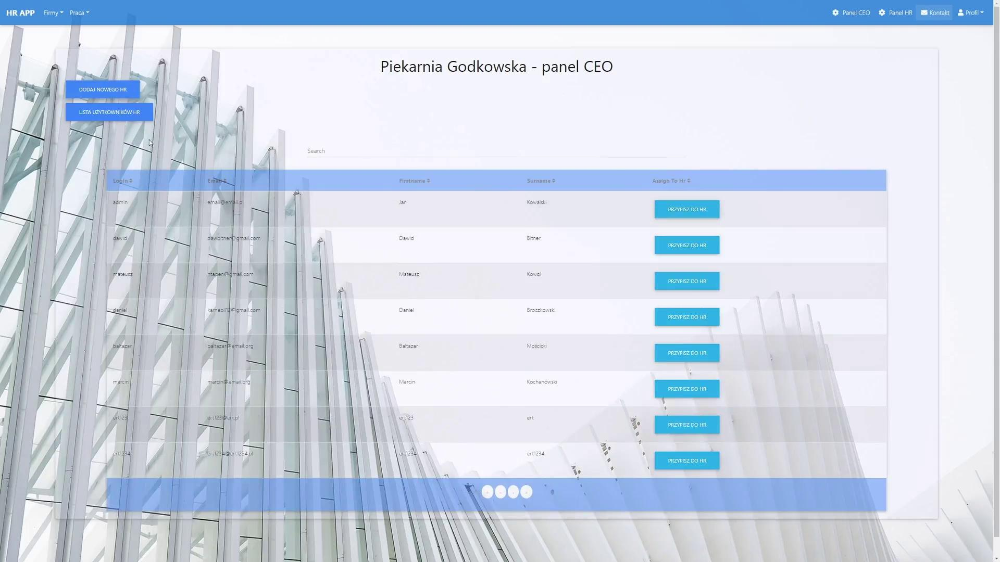 HR APP Firmy Praca Panel CEO Panel HR Kontakt Profil
Piekarnia Godkowska - panel CEO
DODAJ NOWEGO HR
LISTA UŻYTKOWNIKÓW HR
Search
Login Email Firstname Surname Assign To Hr
admin email@email.pl Jan Kowalski PRZYPISZ DO HR
dawid dawbitner@gmail.com Dawid Bitner PRZYPISZ DO HR
mateusz htapen@gmail.com Mateusz Kowol PRZYPISZ DO HR
daniel karneoll12@gmail.com Daniel Broczkowski PRZYPISZ DO HR
baltazar baltazar@email.org Baltazar Mościcki PRZYPISZ DO HR
marcin marcin@email.org Marcin Kochanowski PRZYPISZ DO HR
ert123 ert123@ert.pl ert123 ert PRZYPISZ DO HR
ert1234 ert1234@ert1234.pl ert1234 ert1234 PRZYPISZ DO HR